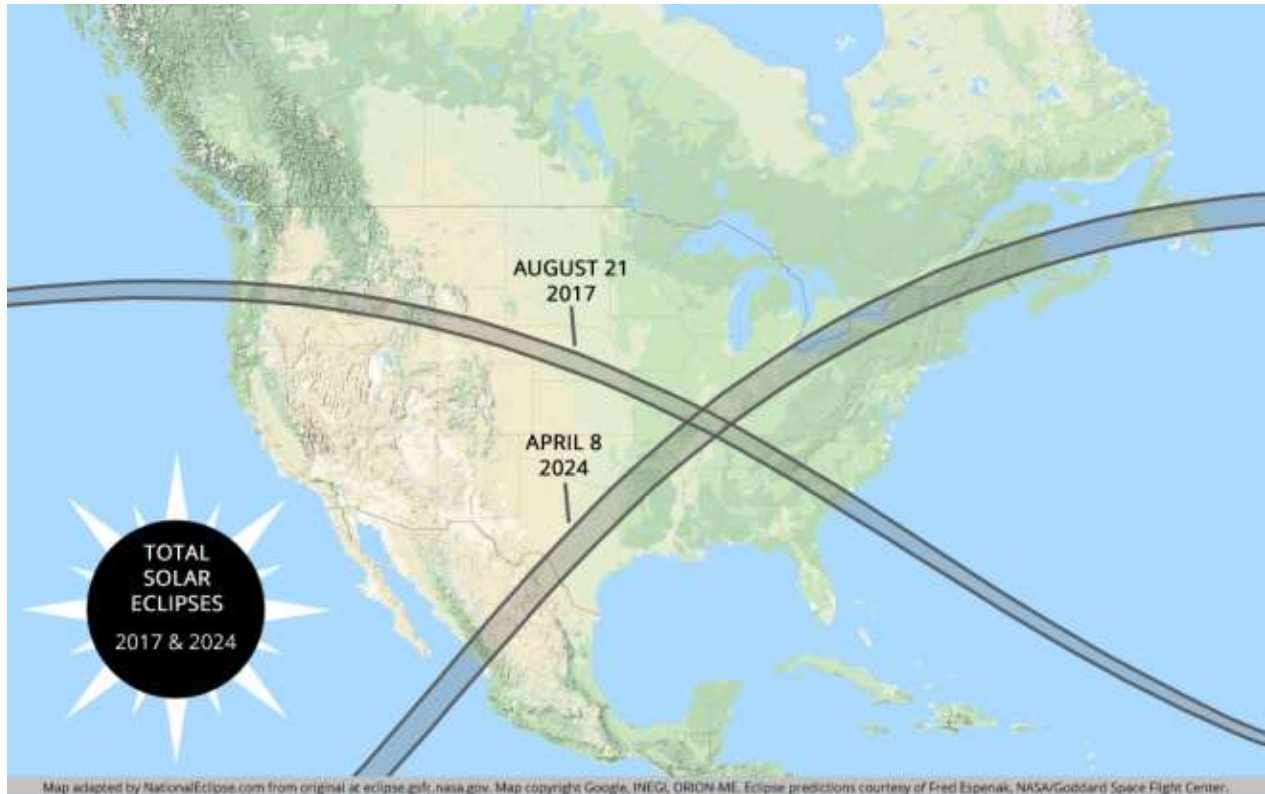 AUGUST 21
2017
APRIL 8
2024
TOTAL
SOLAR
ECLIPSES
2017 & 2024
Map adapted by NationalEclipse.com from original at eclipse.gsfc.nasa.gov. Map copyright Google, INEGI, ORION-ME. Eclipse predictions courtesy of Fred Espenak, NASA/Goddard Space Flight Center.